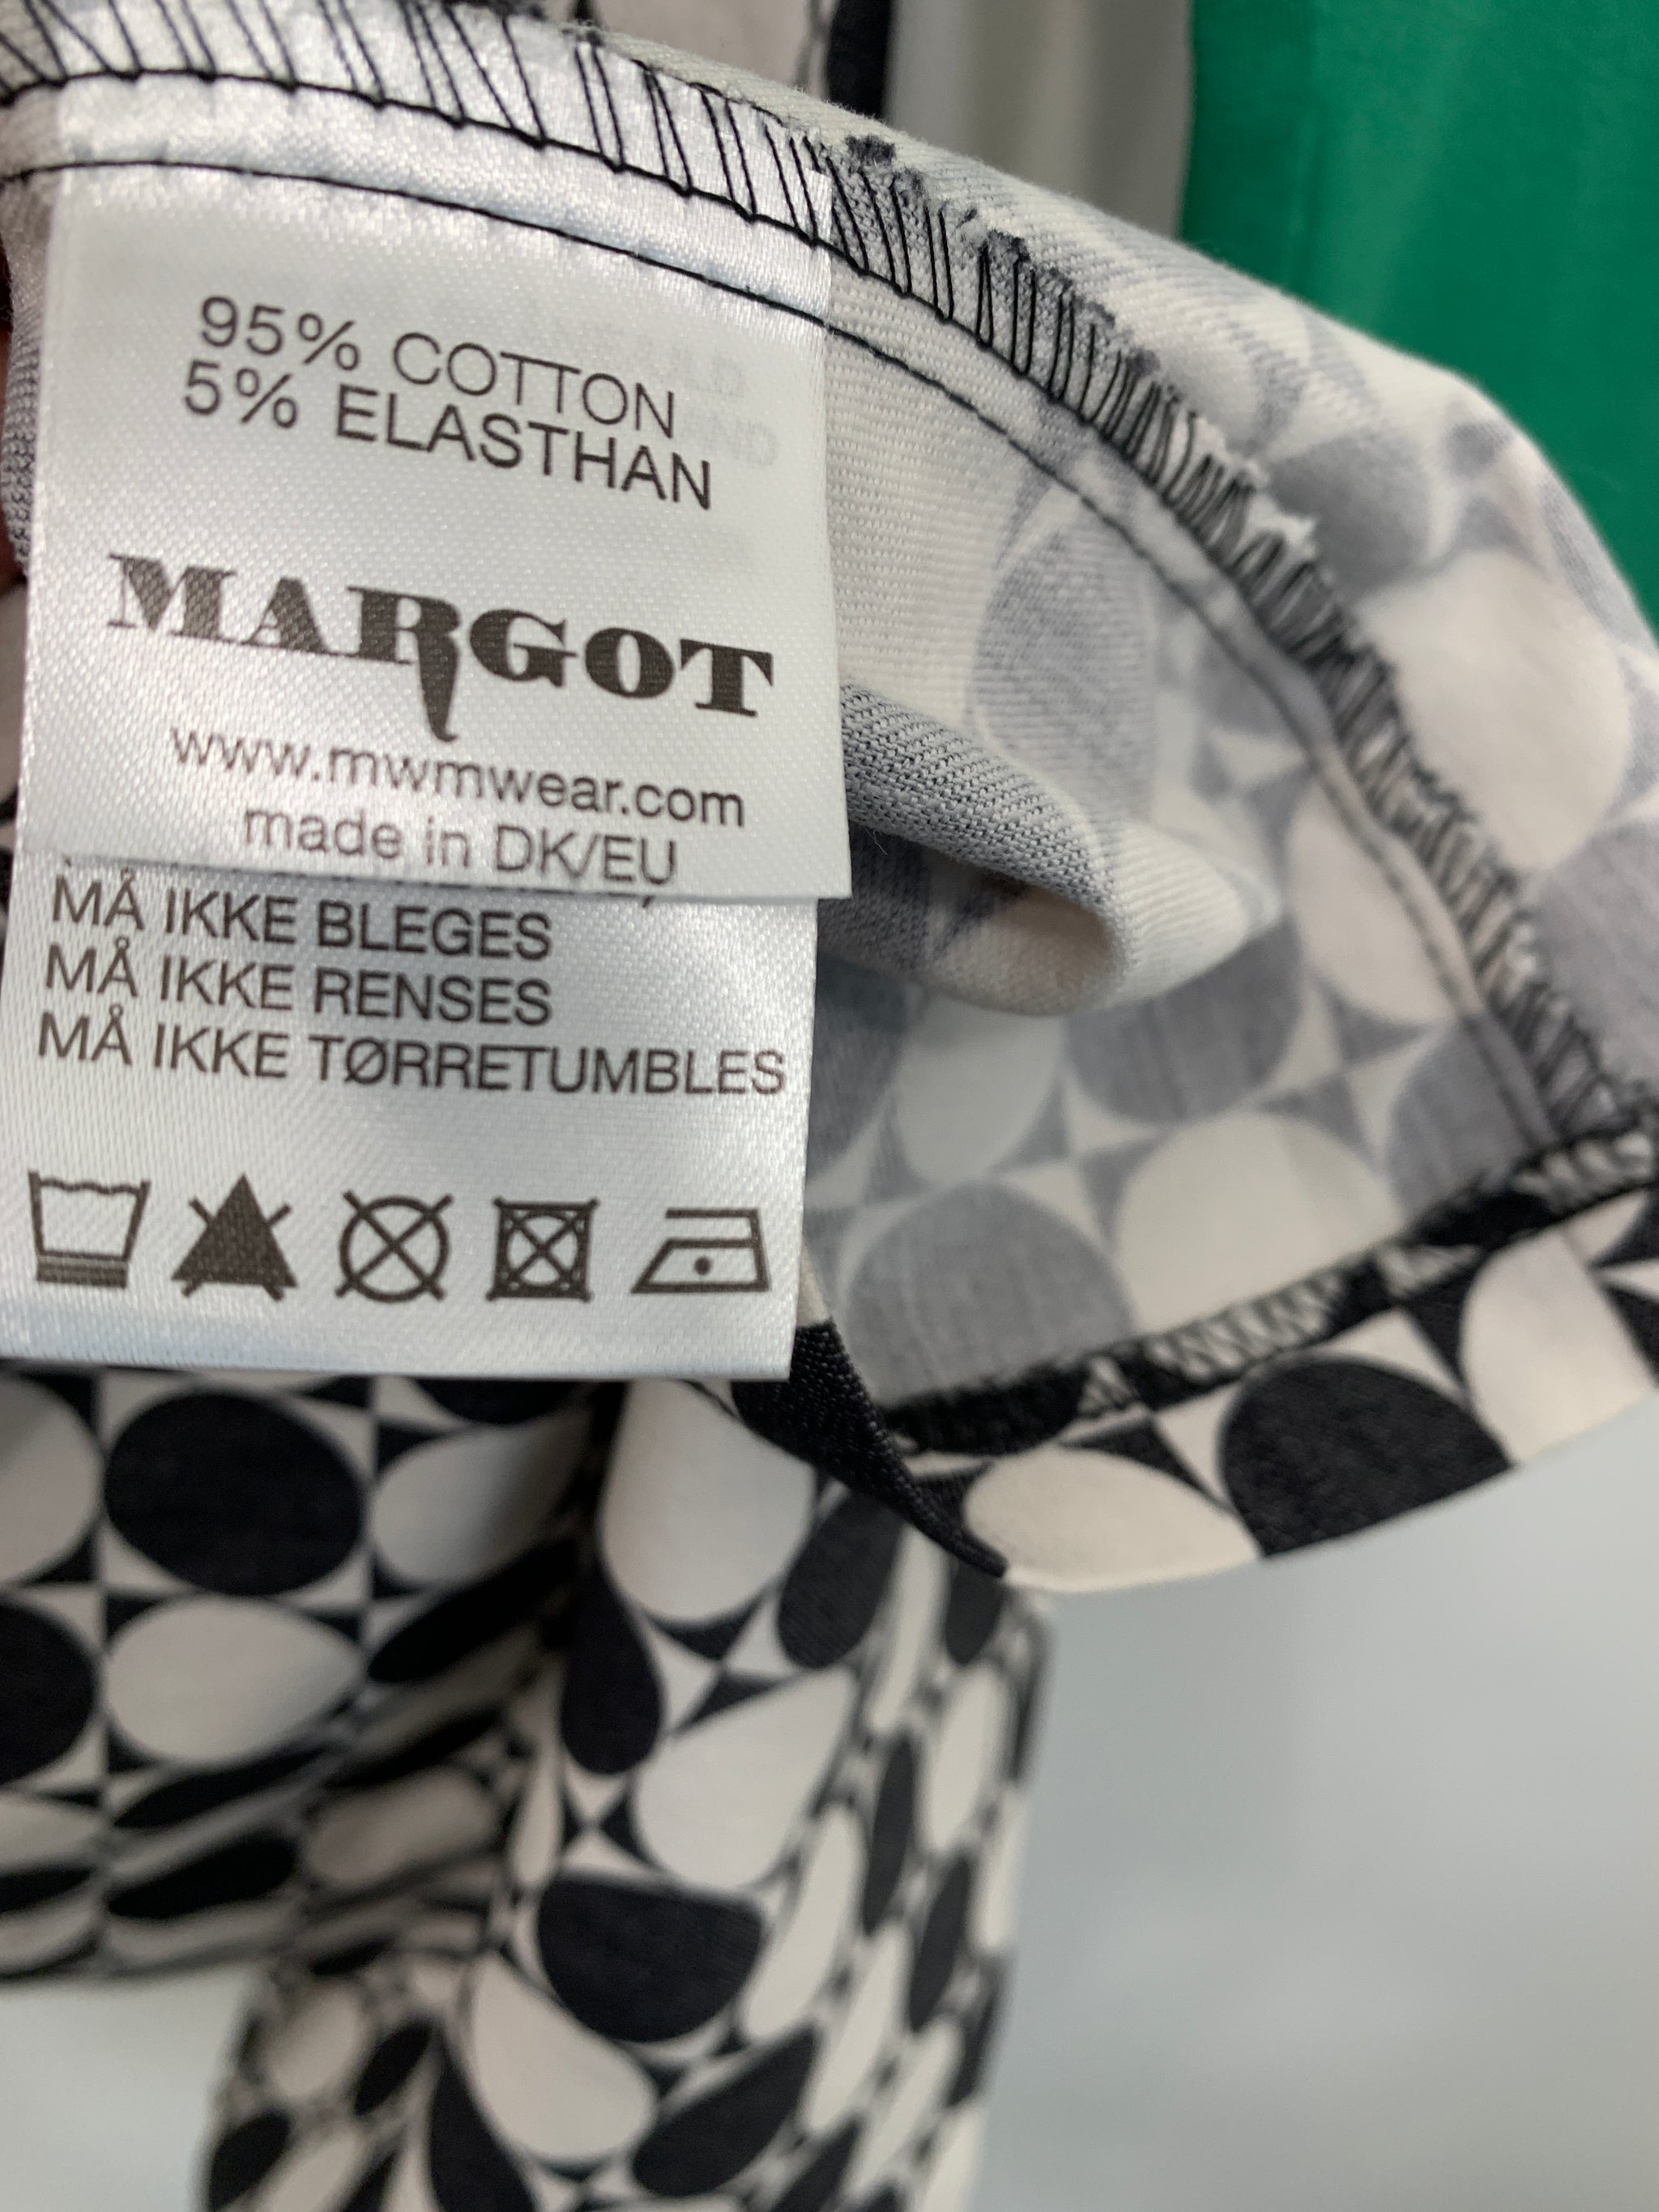 95% COTTON
5% ELASTHAN
MARGOT
www.mwmwear.com
made in DK/EU
MÅ IKKE BLEGES
MÅ IKKE RENSES
MÅ IKKE TØRRETUMBLES